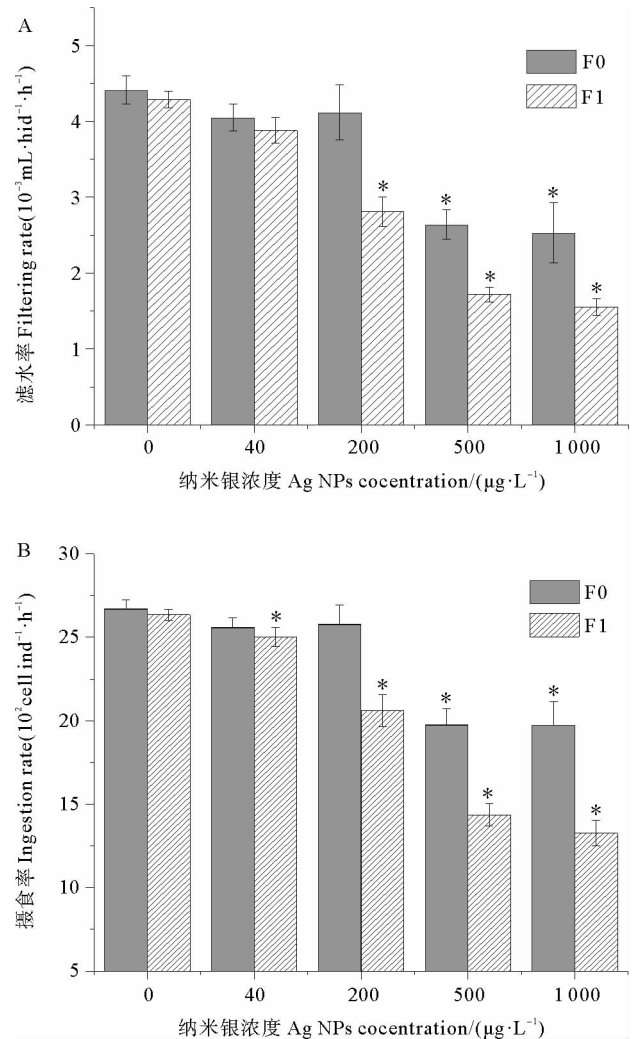 A
5
4
3
2
1
0
滤水率 Filtering rate(10⁻³mL·hid⁻¹·h⁻¹)
F0
F1
*
*
*
*
*
0 40 200 500 1 000
纳米银浓度 Ag NPs cocentration/(μg·L⁻¹)
B
30
25
20
15
10
5
摄食率 Ingestion rate(10²cell ind⁻¹·h⁻¹)
F0
F1
*
*
*
*
*
*
0 40 200 500 1 000
纳米银浓度 Ag NPs cocentration/(μg·L⁻¹)